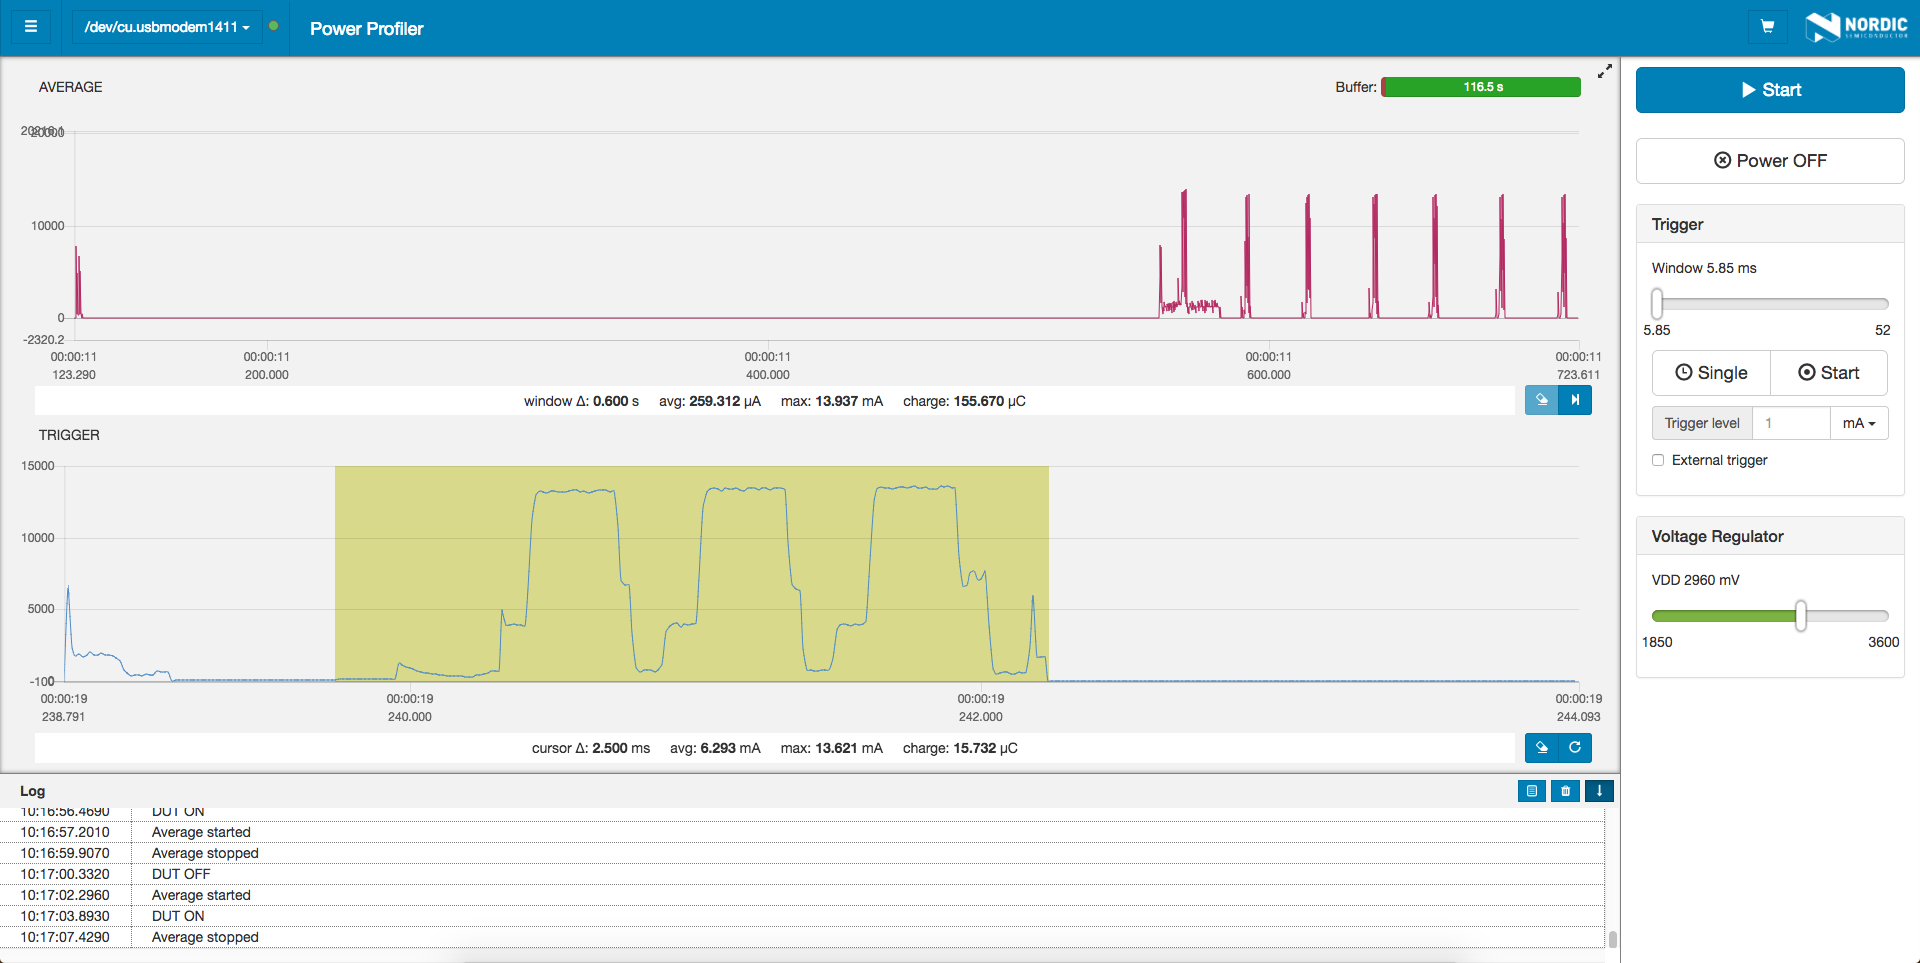 /dev/cu.usbmodem1411
Power Profiler
NORDIC
SEMICONDUCTOR
AVERAGE
Buffer: 116.5 s
20216.1
20000
10000
0
-2320.2
00:00:11 00:00:11 00:00:11 00:00:11 00:00:11
123.290 200.000 400.000 600.000 723.611
window Δ: 0.600 s avg: 259.312 µA max: 13.937 mA charge: 155.670 µC
TRIGGER
15000
10000
5000
0
-100
00:00:19 00:00:19 00:00:19 00:00:19
238.791 240.000 242.000 244.093
cursor Δ: 2.500 ms avg: 6.293 mA max: 13.621 mA charge: 15.732 µC
Log
10:16:56.4690 DUT ON
10:16:57.2010 Average started
10:16:59.9070 Average stopped
10:17:00.3320 DUT OFF
10:17:02.2960 Average started
10:17:03.8930 DUT ON
10:17:07.4290 Average stopped
Start
Power OFF
Trigger
Window 5.85 ms
5.85 52
Single Start
Trigger level 1 mA
External trigger
Voltage Regulator
VDD 2960 mV
1850 3600